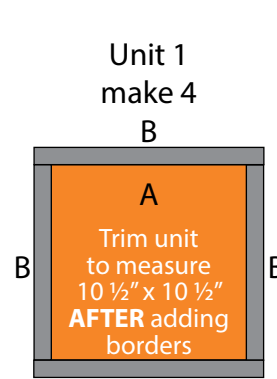 Unit 1
make 4
B
A
Trim unit
B to measure B
10 ½” x 10 ½”
AFTER adding
borders